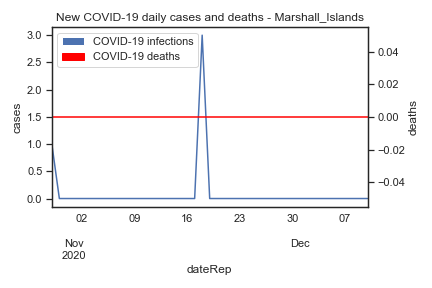 New COVID-19 daily cases and deaths - Marshall_Islands
COVID-19 infections
COVID-19 deaths
3.0
2.5
2.0
1.5
1.0
0.5
0.0
cases
0.04
0.02
0.00
−0.02
−0.04
deaths
02 09 16 23 30 07
Nov Dec
2020
dateRep